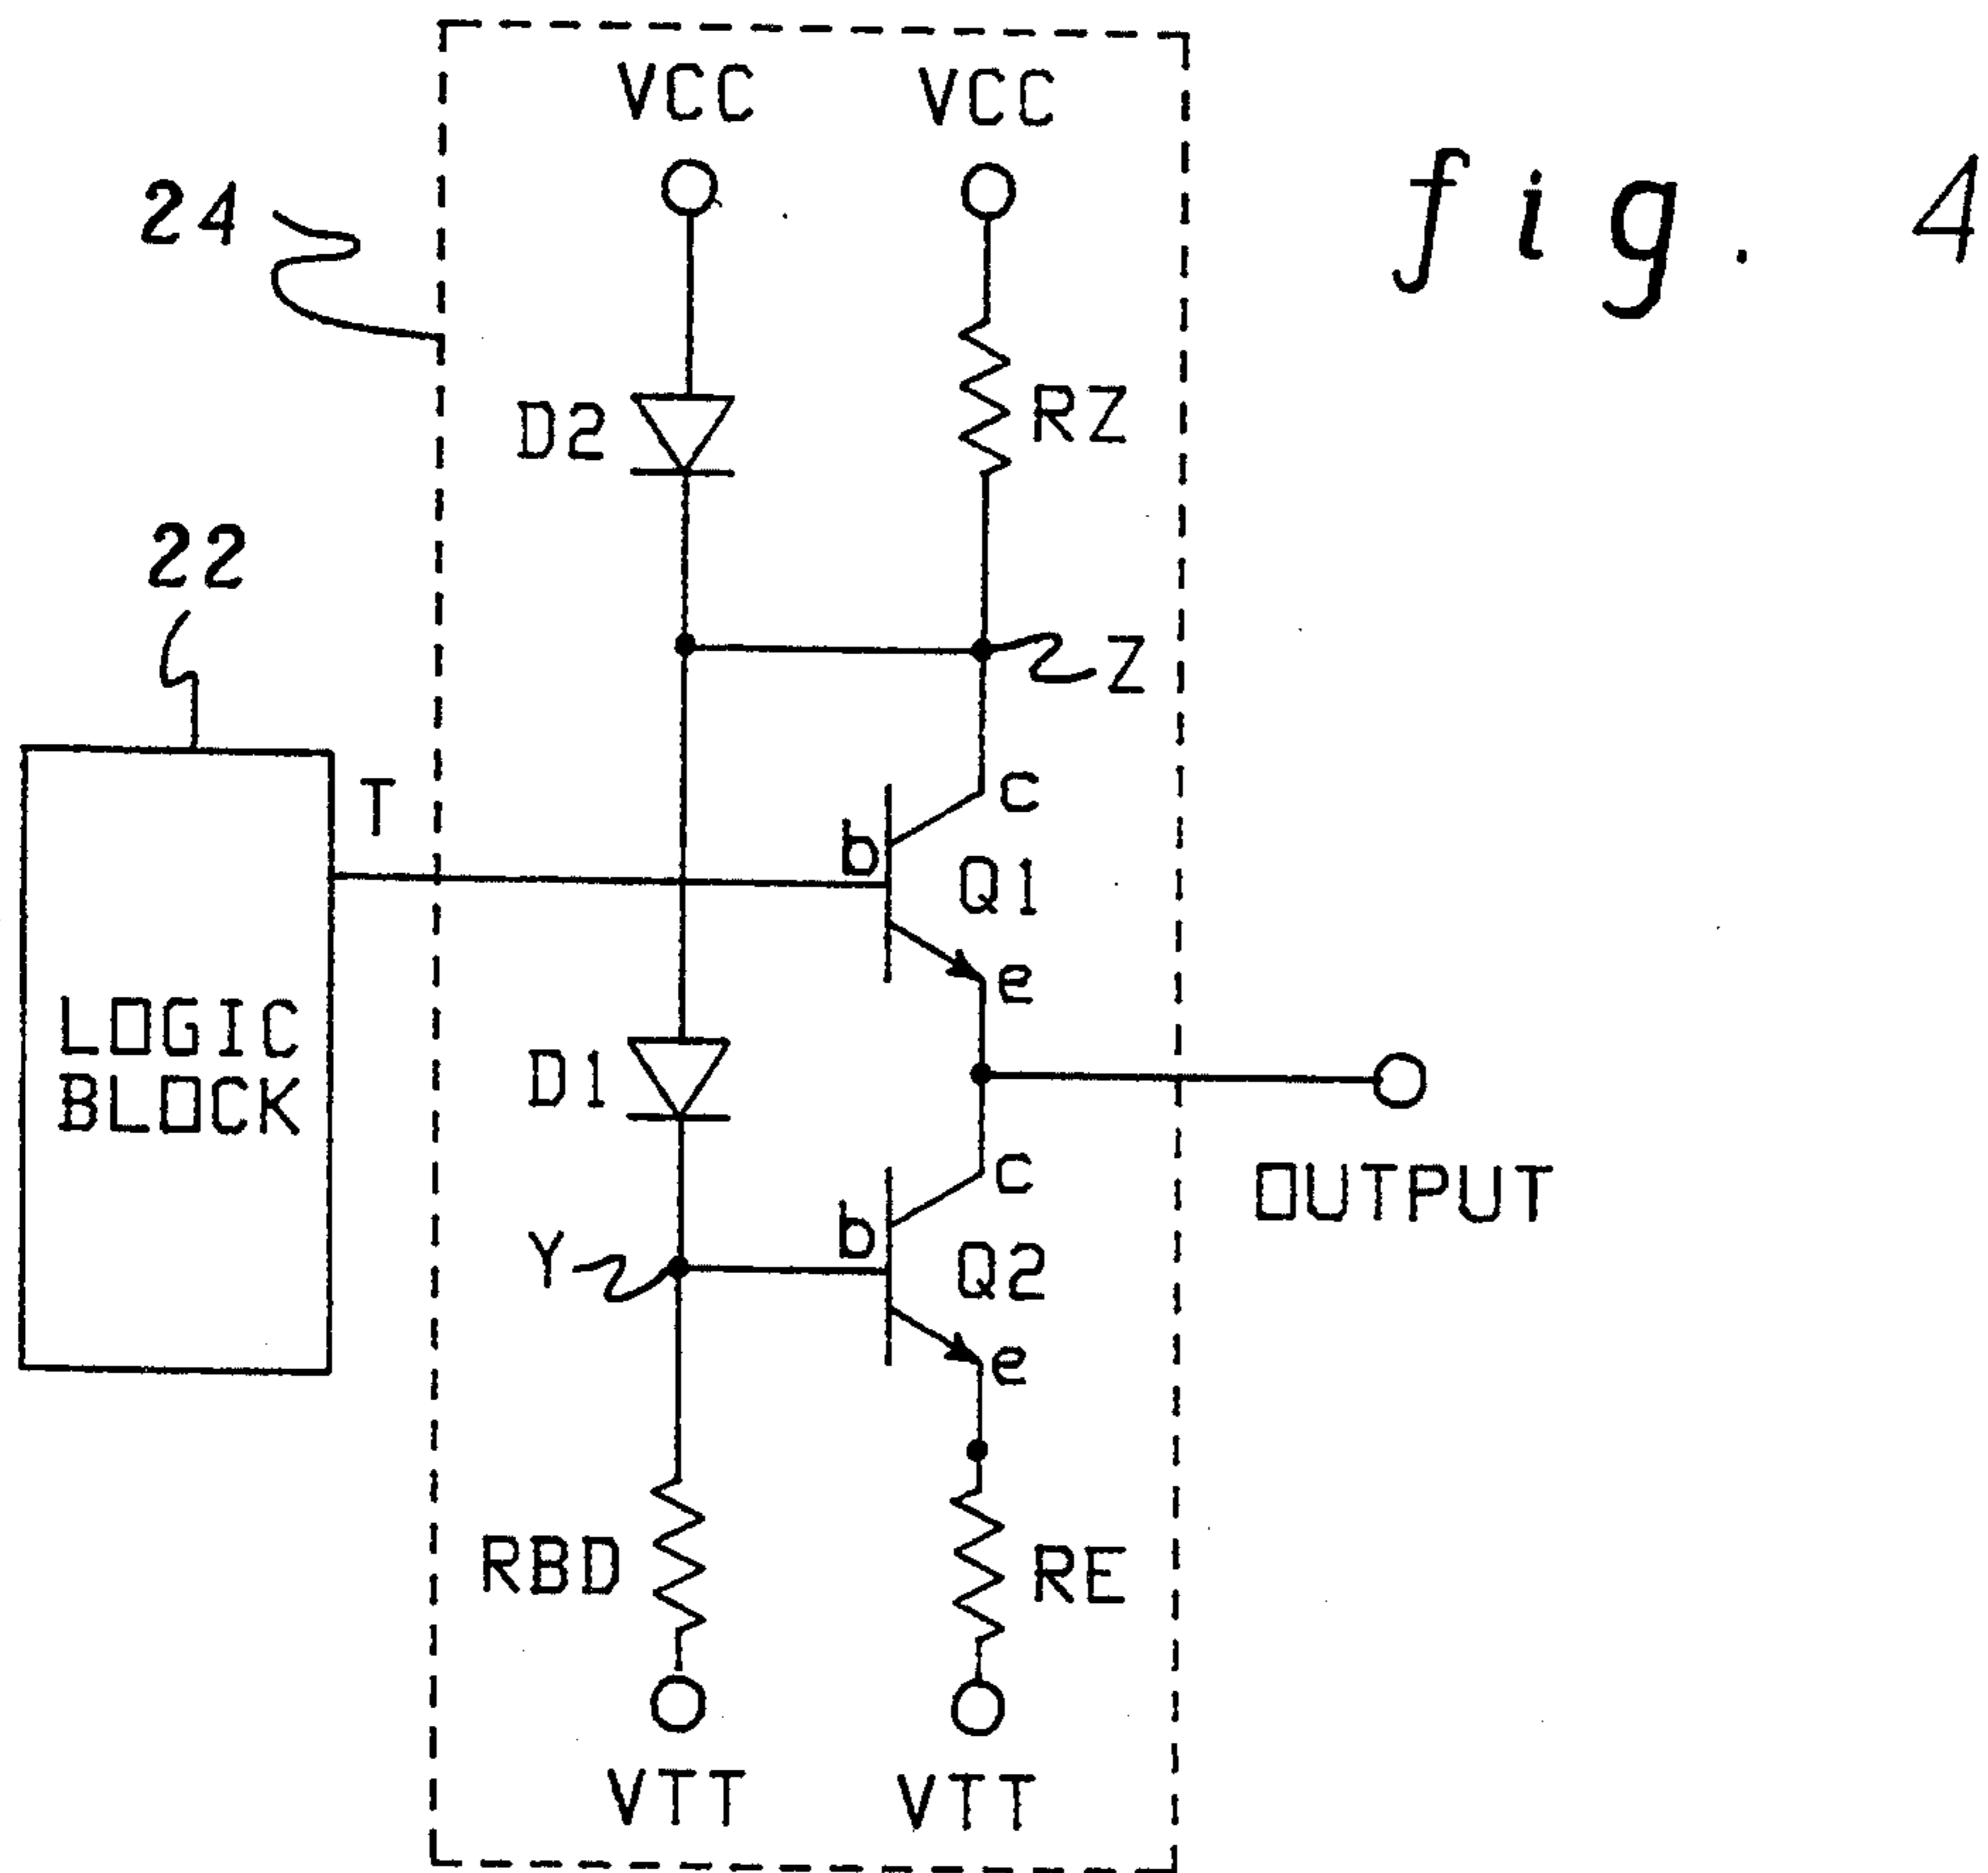 fig. 4
VCC VCC
24
D2 RZ
22
Z
T
c
b
Q1
e
LOGIC
BLOCK
D1
c
b
OUTPUT
Y
Q2
e
RBD RE
VTT VTT